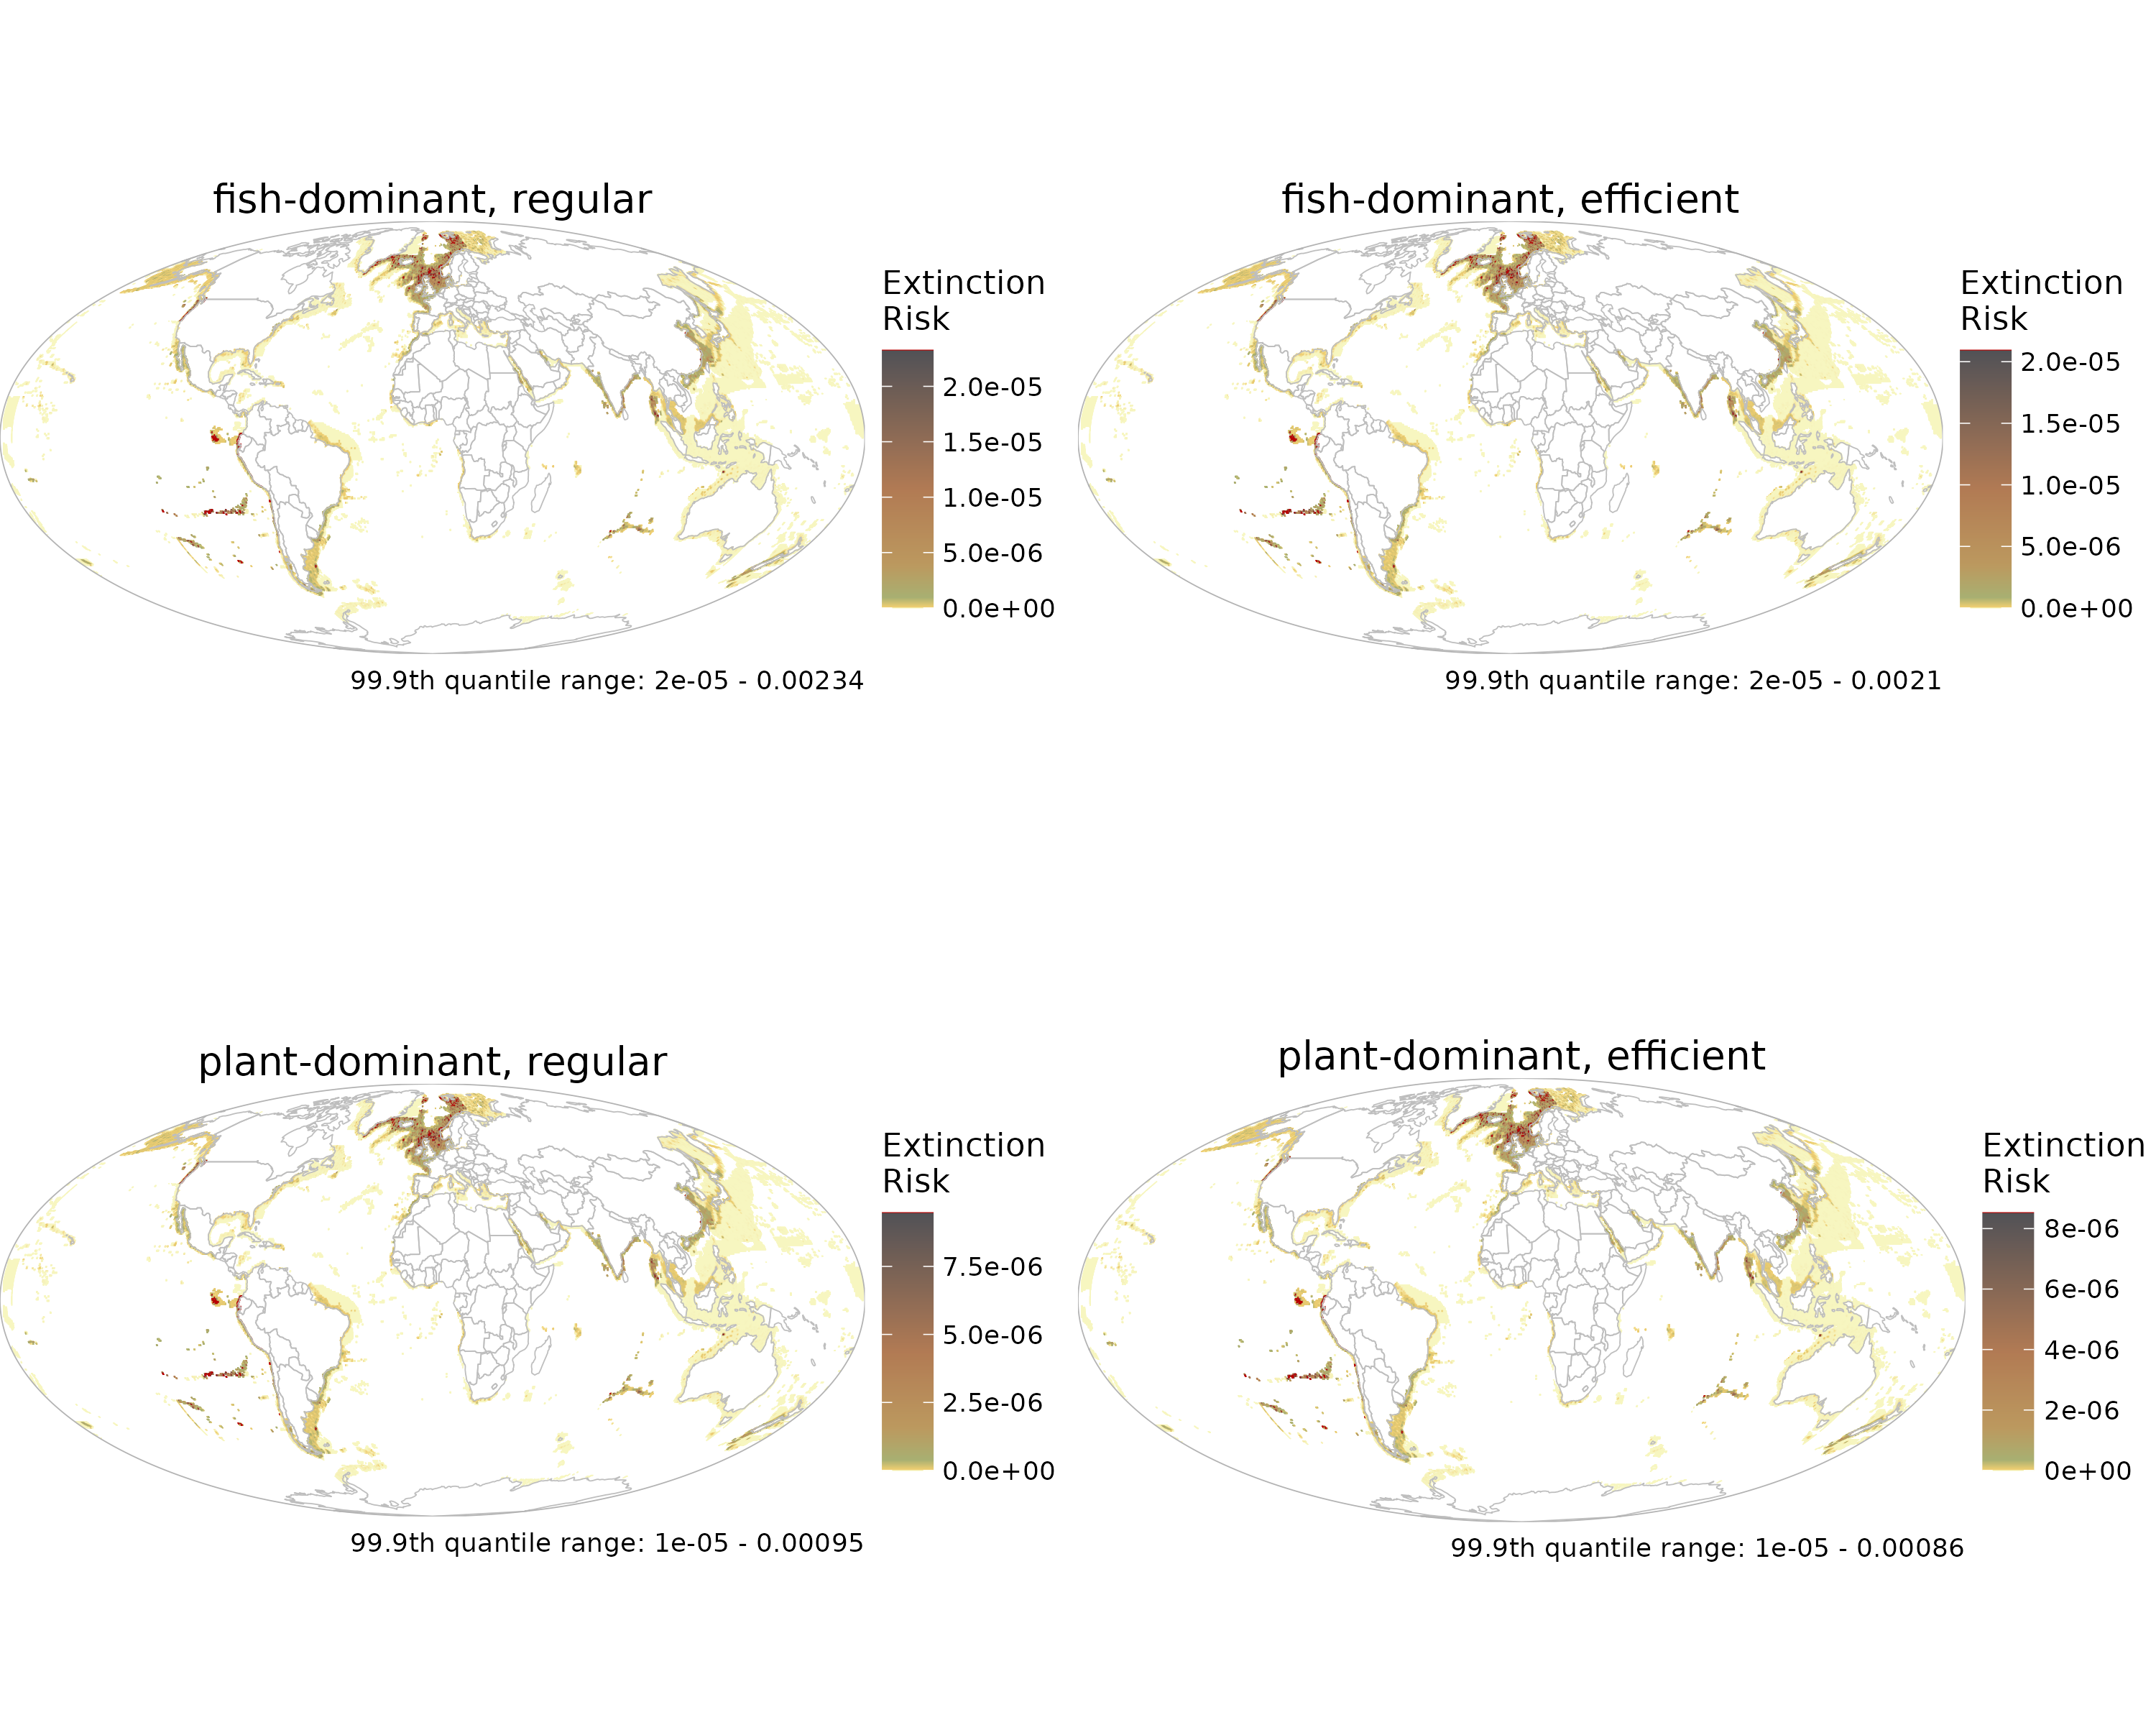 fish-dominant, regular
Extinction
Risk
2.0e-05
1.5e-05
1.0e-05
5.0e-06
0.0e+00
99.9th quantile range: 2e-05 - 0.00234
fish-dominant, efficient
Extinction
Risk
2.0e-05
1.5e-05
1.0e-05
5.0e-06
0.0e+00
99.9th quantile range: 2e-05 - 0.0021
plant-dominant, regular
Extinction
Risk
7.5e-06
5.0e-06
2.5e-06
0.0e+00
99.9th quantile range: 1e-05 - 0.00095
plant-dominant, efficient
Extinction
Risk
8e-06
6e-06
4e-06
2e-06
0e+00
99.9th quantile range: 1e-05 - 0.00086